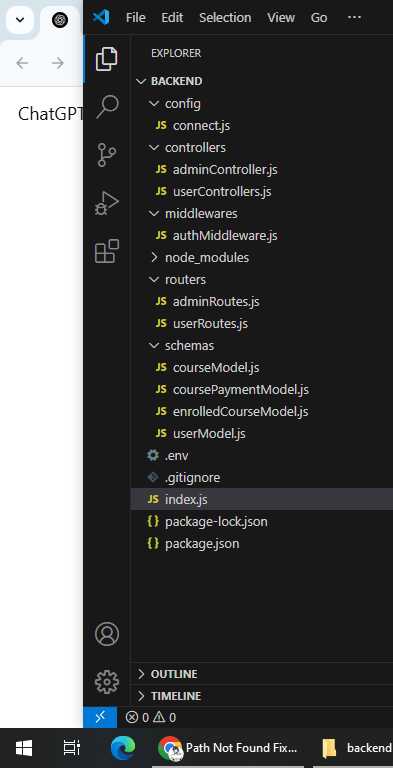 File Edit Selection View Go ···
EXPLORER
ChatGPT
BACKEND
config
JS connect.js
controllers
JS adminController.js
JS userControllers.js
middlewares
JS authMiddleware.js
node_modules
routers
JS adminRoutes.js
JS userRoutes.js
schemas
JS courseModel.js
JS coursePaymentModel.js
JS enrolledCourseModel.js
JS userModel.js
.env
.gitignore
JS index.js
{} package-lock.json
{} package.json
OUTLINE
TIMELINE
0 0
Path Not Found Fix... backend